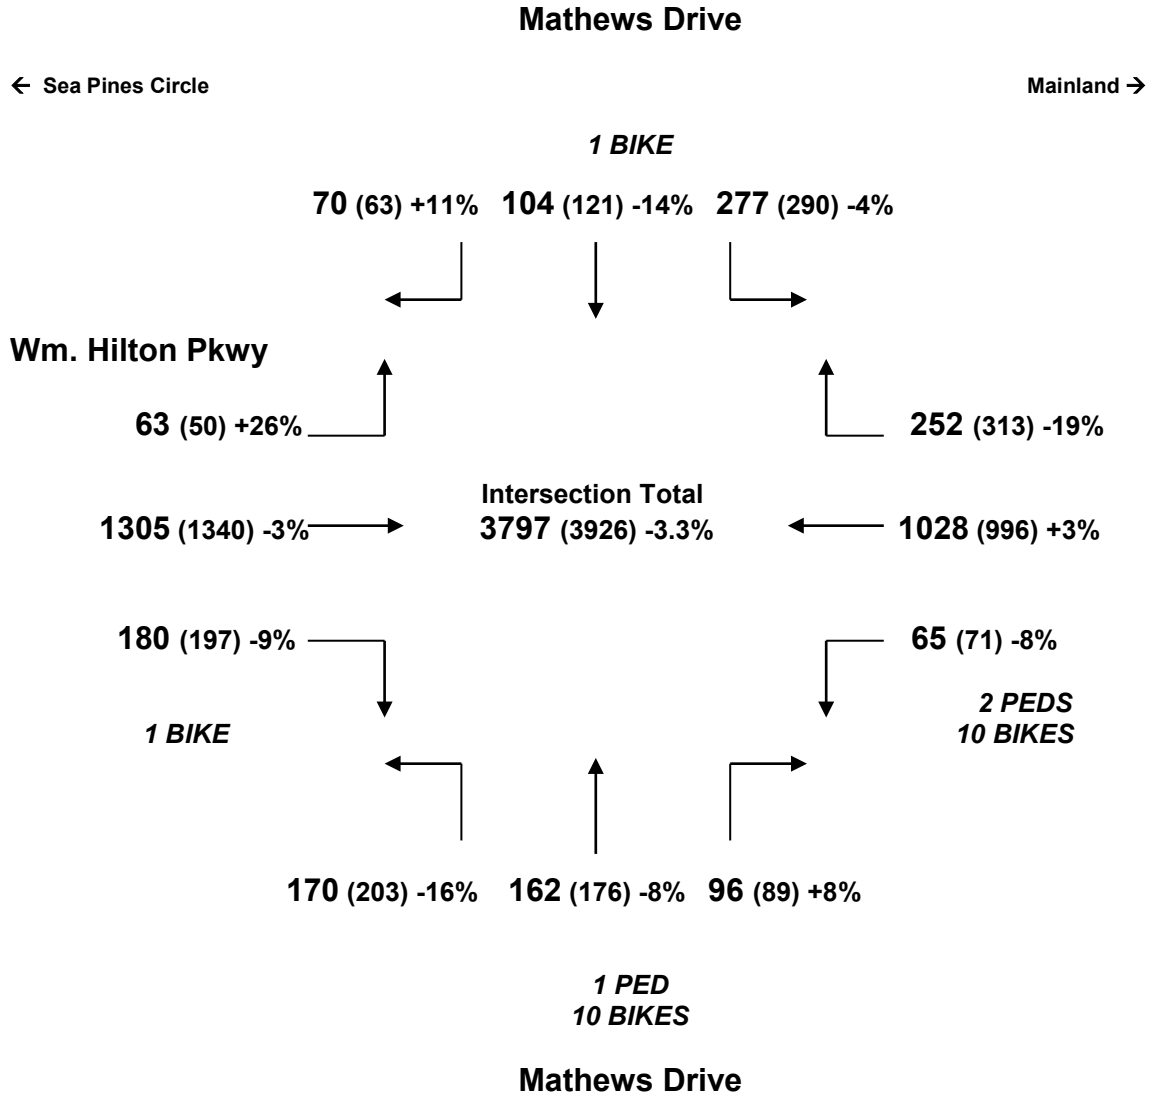 Mathews Drive
← Sea Pines Circle
Mainland →
1 BIKE
70 (63) +11% 104 (121) -14% 277 (290) -4%
Wm. Hilton Pkwy
63 (50) +26%
252 (313) -19%
Intersection Total
1305 (1340) -3%
3797 (3926) -3.3%
1028 (996) +3%
180 (197) -9%
65 (71) -8%
2 PEDS
1 BIKE
10 BIKES
170 (203) -16% 162 (176) -8% 96 (89) +8%
1 PED
10 BIKES
Mathews Drive